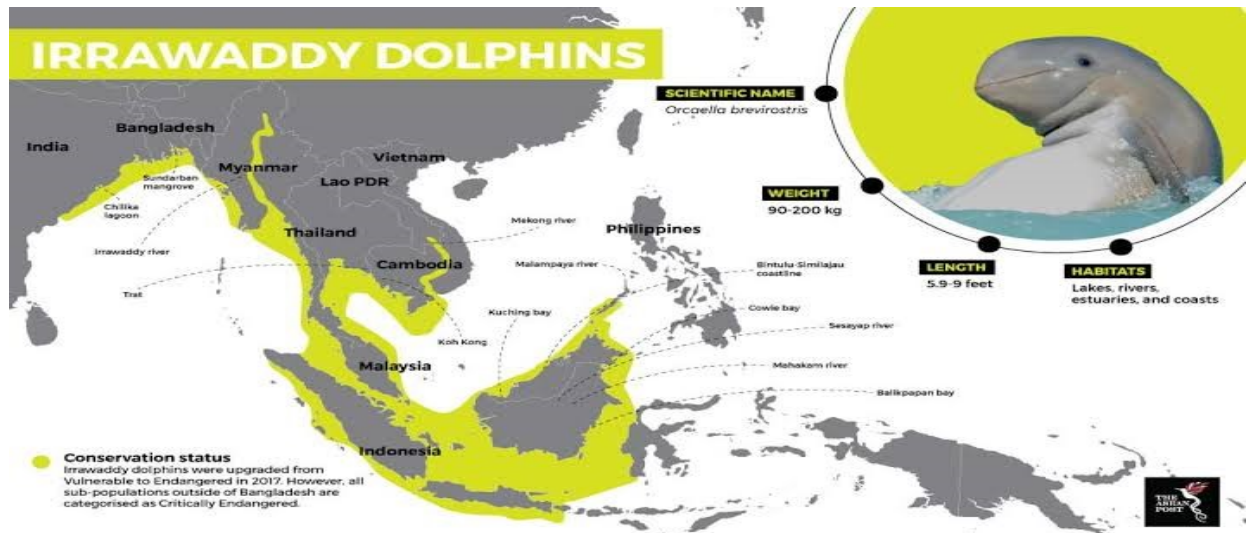 IRRAWADDY DOLPHINS
SCIENTIFIC NAME
Orcaella brevirostris
WEIGHT
90-200 kg
LENGTH
5.9-9 feet
HABITATS
Lakes, rivers,
estuaries, and coasts
India
Bangladesh
Myanmar
Vietnam
Lao PDR
Thailand
Cambodia
Philippines
Malaysia
Indonesia
Sundarban
mangrove
Chilika
lagoon
Irrawaddy river
Trat
Mekong river
Malampaya river
Kuching bay
Koh Kong
Bintulu-Similajau
coastline
Cowie bay
Sesayap river
Mahakam river
Balikpapan bay
Conservation status
Irrawaddy dolphins were upgraded from
Vulnerable to Endangered in 2017. However, all
sub-populations outside of Bangladesh are
categorised as Critically Endangered.
THE
ASEAN
POST